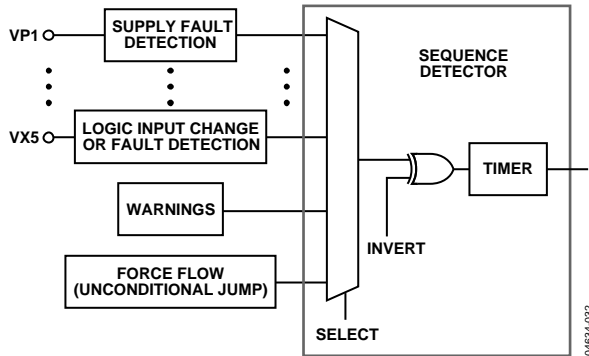 VP1
SUPPLY FAULT
DETECTION
SEQUENCE
DETECTOR
VX5
LOGIC INPUT CHANGE
OR FAULT DETECTION
TIMER
WARNINGS
INVERT
FORCE FLOW
(UNCONDITIONAL JUMP)
SELECT
04634-032